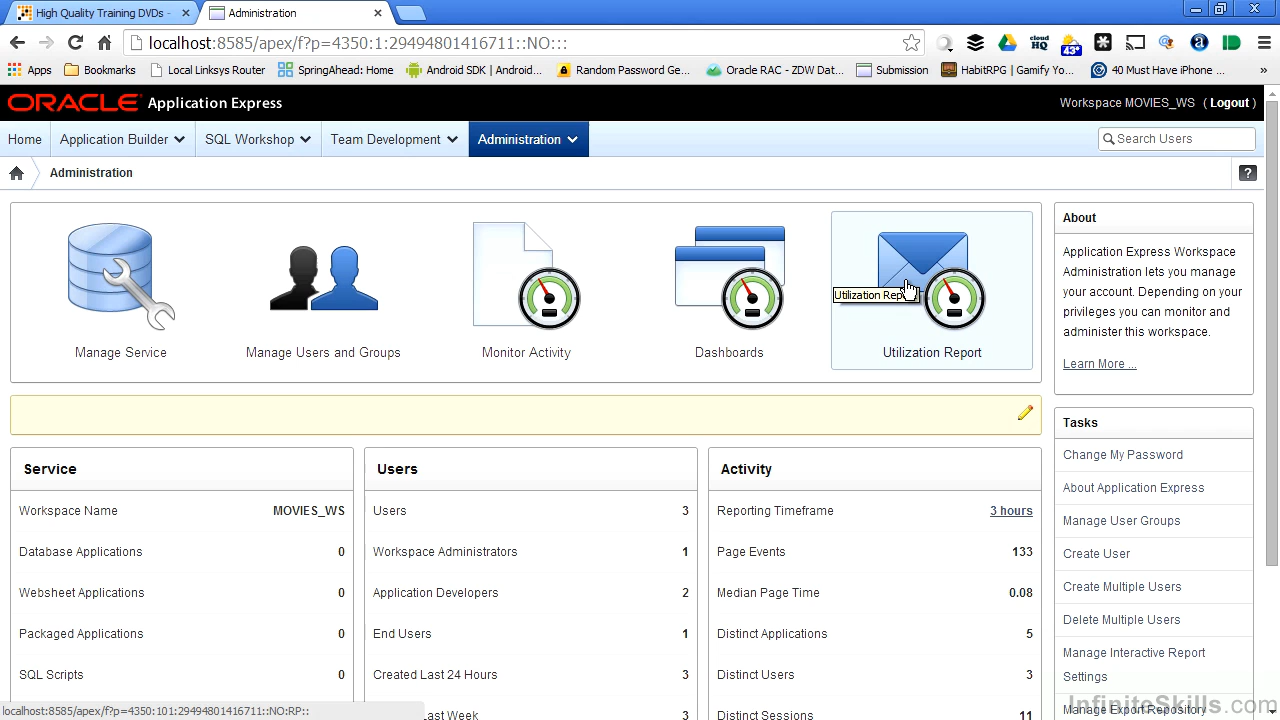 High Quality Training DVDs -
Administration
localhost:8585/apex/f?p=4350:1:29494801416711::NO:::
43°
Apps Bookmarks Local Linksys Router SpringAhead: Home Android SDK | Android... Random Password Ge... Oracle RAC - ZDW Dat... Submission HabitRPG | Gamify Yo... 40 Must Have iPhone ...
ORACLE Application Express
Workspace MOVIES_WS ( Logout )
Home Application Builder SQL Workshop Team Development Administration
Search Users
Administration
?
Manage Service
Manage Users and Groups
Monitor Activity
Dashboards
Utilization Report
Utilization Report
About
Application Express Workspace
Administration lets you manage
your account. Depending on your
privileges you can monitor and
administer this workspace.
Learn More ...
Service
Workspace Name MOVIES_WS
Database Applications 0
Websheet Applications 0
Packaged Applications 0
SQL Scripts 0
Users
Users 3
Workspace Administrators 1
Application Developers 2
End Users 1
Created Last 24 Hours 3
Last Week 3
Activity
Reporting Timeframe 3 hours
Page Events 133
Median Page Time 0.08
Distinct Applications 5
Distinct Users 3
Distinct Sessions 11
Tasks
Change My Password
About Application Express
Manage User Groups
Create User
Create Multiple Users
Delete Multiple Users
Manage Interactive Report
Settings
Manage Export Repository
localhost:8585/apex/f?p=4350:101:29494801416711::NO:RP::
InfiniteSkills.com